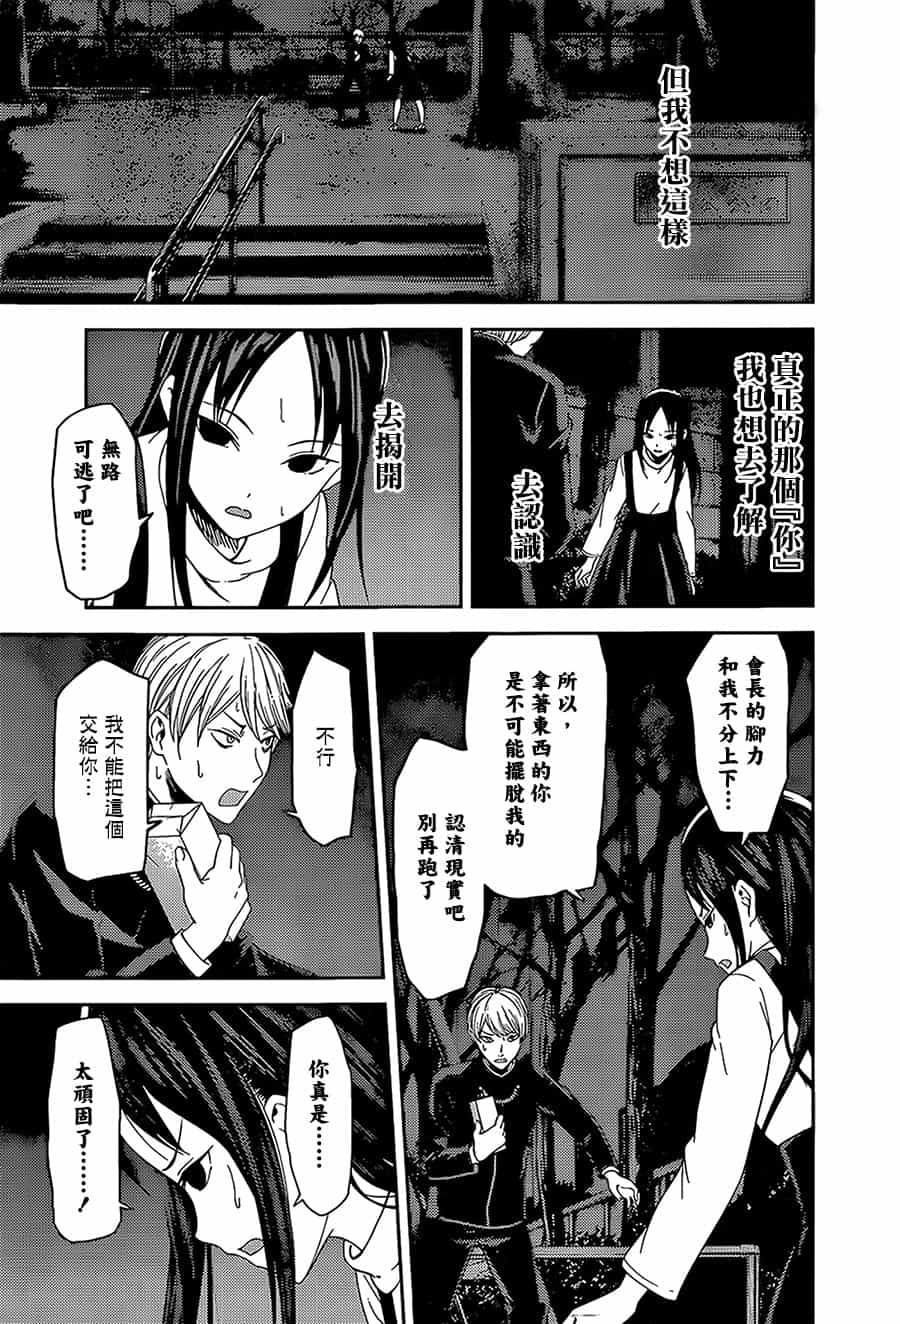 但我不想這樣
真正的那個『你』
我也想去了解
去認識
去揭開
無路
可逃了吧……
會長的腳力
和我不分上下…
所以，
拿著東西的你
是不可能擺脫我的
認清現實吧
別再跑了
不行
我不能把這個
交給你…
你真是……
太頑固了……！